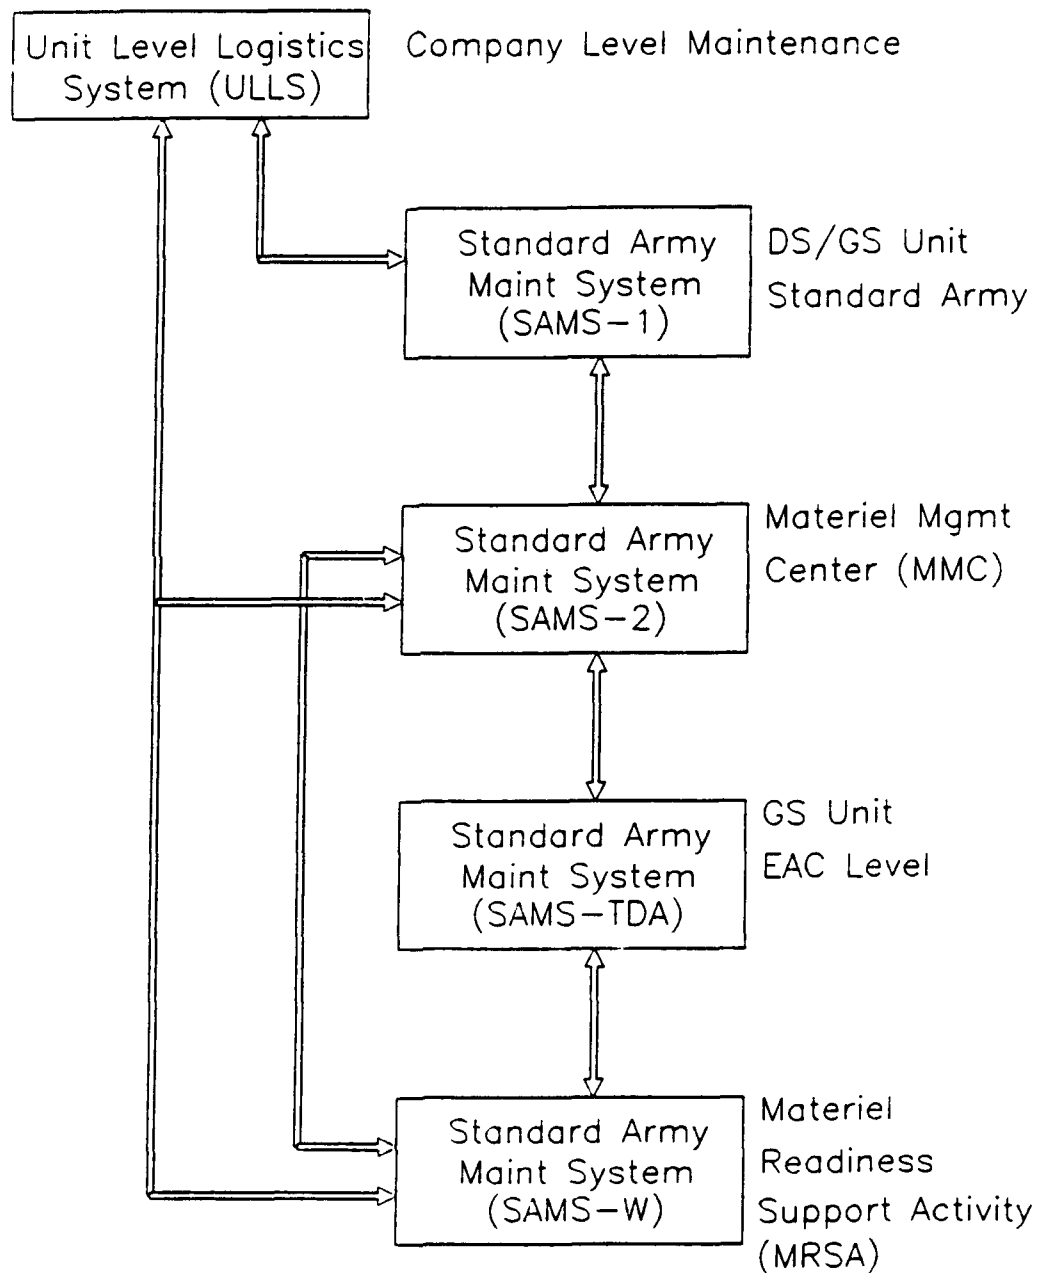 Unit Level Logistics
System (ULLS)
Company Level Maintenance
Standard Army
Maint System
(SAMS-1)
DS/GS Unit
Standard Army
Standard Army
Maint System
(SAMS-2)
Materiel Mgmt
Center (MMC)
Standard Army
Maint System
(SAMS-TDA)
GS Unit
EAC Level
Standard Army
Maint System
(SAMS-W)
Materiel
Readiness
Support Activity
(MRSA)